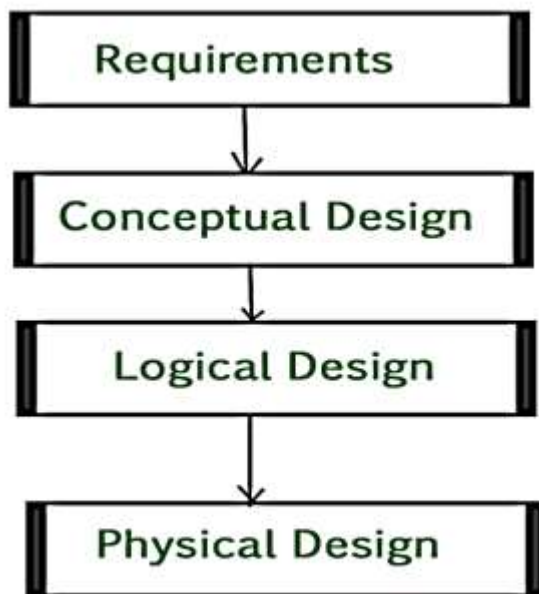 Requirements
Conceptual Design
Logical Design
Physical Design